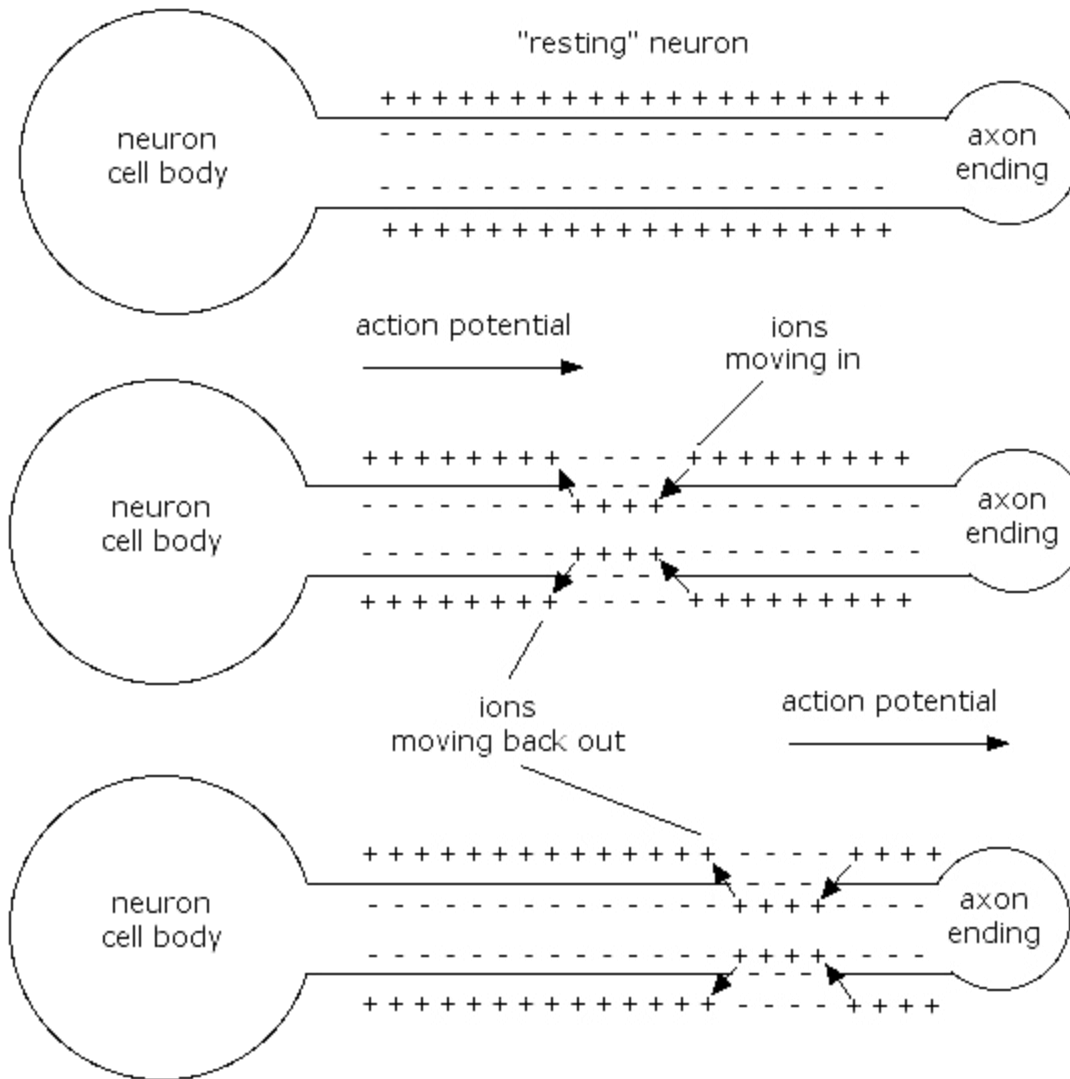 "resting" neuron
+ + + + + + + + + + + + + + + + + + + +
neuron
cell body
- - - - - - - - - - - - - - - - - - - -
axon
ending
- - - - - - - - - - - - - - - - - - - -
+ + + + + + + + + + + + + + + + + + + +
action potential
ions
moving in
+ + + + + + + + - - - - + + + + + + + + +
- - - -
neuron
cell body
- - - - - - - - + + + + - - - - - - - - - -
axon
ending
- - - - - - - - + + + + - - - - - - - - - -
- - - -
+ + + + + + + + - - - - + + + + + + + + +
ions
moving back out
action potential
+ + + + + + + + + + + + + + - - - - + + + +
- - - -
neuron
cell body
- - - - - - - - - - - - - - + + + + - - - -
axon
ending
- - - - - - - - - - - - - - + + + + - - - -
- - - -
+ + + + + + + + + + + + + + - - - - + + + +